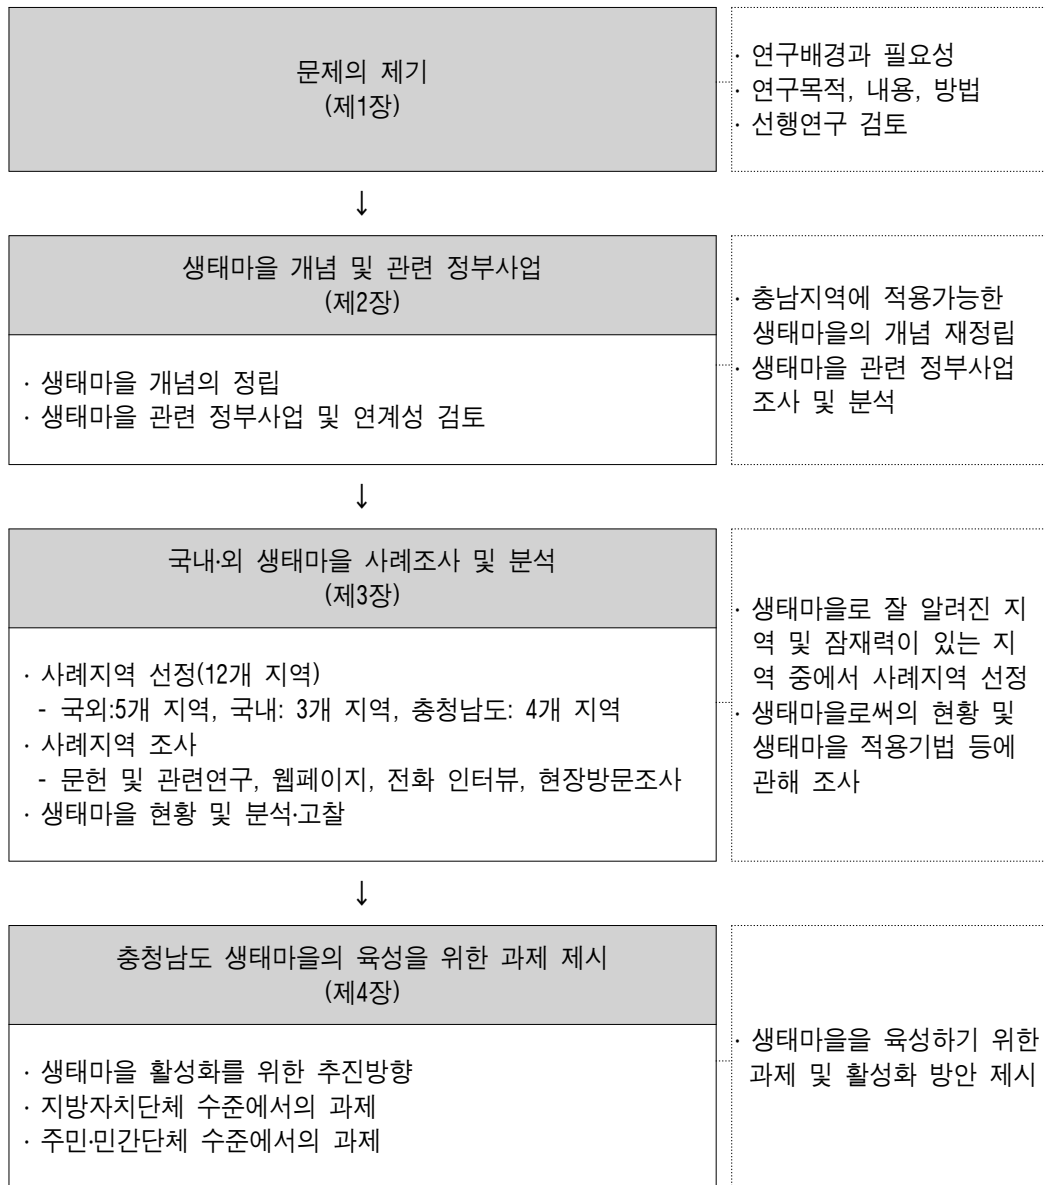 문제의 제기
(제1장)
· 연구배경과 필요성
· 연구목적, 내용, 방법
· 선행연구 검토
↓
생태마을 개념 및 관련 정부사업
(제2장)
· 생태마을 개념의 정립
· 생태마을 관련 정부사업 및 연계성 검토
· 충남지역에 적용가능한
생태마을의 개념 재정립
· 생태마을 관련 정부사업
조사 및 분석
↓
국내·외 생태마을 사례조사 및 분석
(제3장)
· 사례지역 선정(12개 지역)
- 국외:5개 지역, 국내: 3개 지역, 충청남도: 4개 지역
· 사례지역 조사
- 문헌 및 관련연구, 웹페이지, 전화 인터뷰, 현장방문조사
· 생태마을 현황 및 분석·고찰
· 생태마을로 잘 알려진 지
역 및 잠재력이 있는 지
역 중에서 사례지역 선정
· 생태마을로써의 현황 및
생태마을 적용기법 등에
관해 조사
↓
충청남도 생태마을의 육성을 위한 과제 제시
(제4장)
· 생태마을 활성화를 위한 추진방향
· 지방자치단체 수준에서의 과제
· 주민·민간단체 수준에서의 과제
· 생태마을을 육성하기 위한
과제 및 활성화 방안 제시